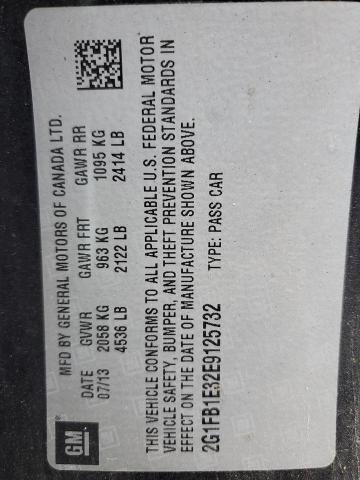 GM
MFD BY GENERAL MOTORS OF CANADA LTD.
DATE GVWR GAWR FRT GAWR RR
07/13 2058 KG 963 KG 1095 KG
4536 LB 2122 LB 2414 LB
THIS VEHICLE CONFORMS TO ALL APPLICABLE U.S. FEDERAL MOTOR
VEHICLE SAFETY, BUMPER, AND THEFT PREVENTION STANDARDS IN
EFFECT ON THE DATE OF MANUFACTURE SHOWN ABOVE.
2G1FB1E32E9125732 TYPE: PASS CAR